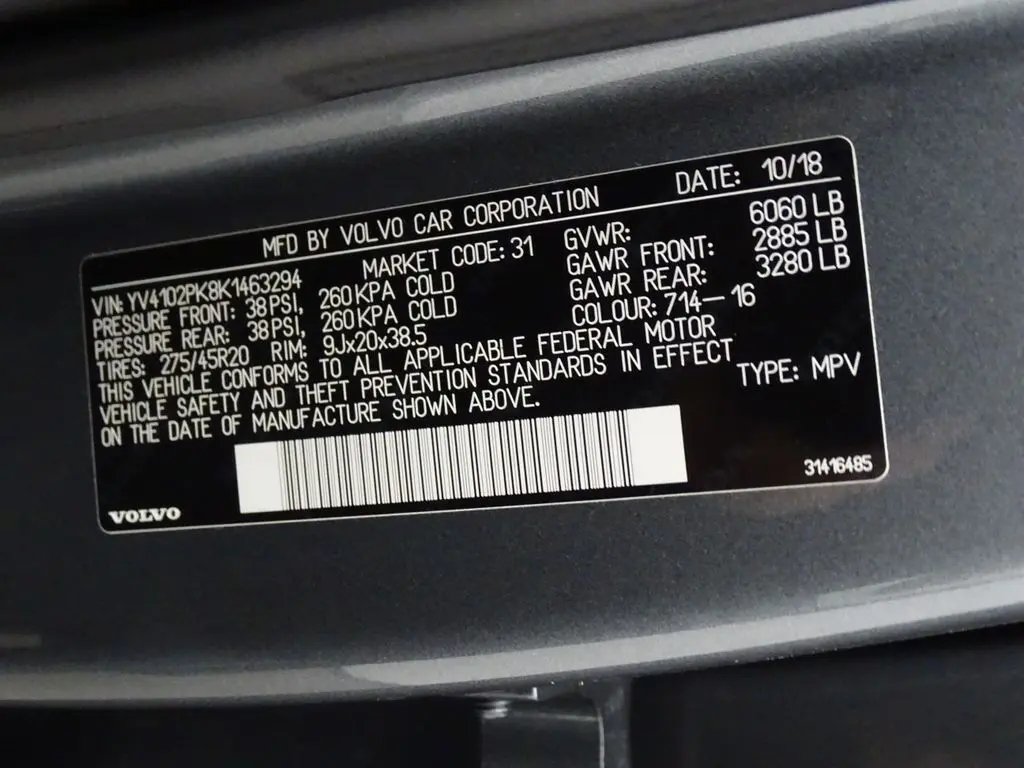 MFD BY VOLVO CAR CORPORATION DATE: 10/18
VIN: YV4102PK8K1463294 MARKET CODE: 31 GVWR: 6060 LB
PRESSURE FRONT: 38PSI, 260KPA COLD GAWR FRONT: 2885 LB
PRESSURE REAR: 38PSI, 260KPA COLD GAWR REAR: 3280 LB
TIRES: 275/45R20 RIM: 9Jx20x38.5 COLOUR: 714-16
THIS VEHICLE CONFORMS TO ALL APPLICABLE FEDERAL MOTOR
VEHICLE SAFETY AND THEFT PREVENTION STANDARDS IN EFFECT
ON THE DATE OF MANUFACTURE SHOWN ABOVE. TYPE: MPV
VOLVO 31416485